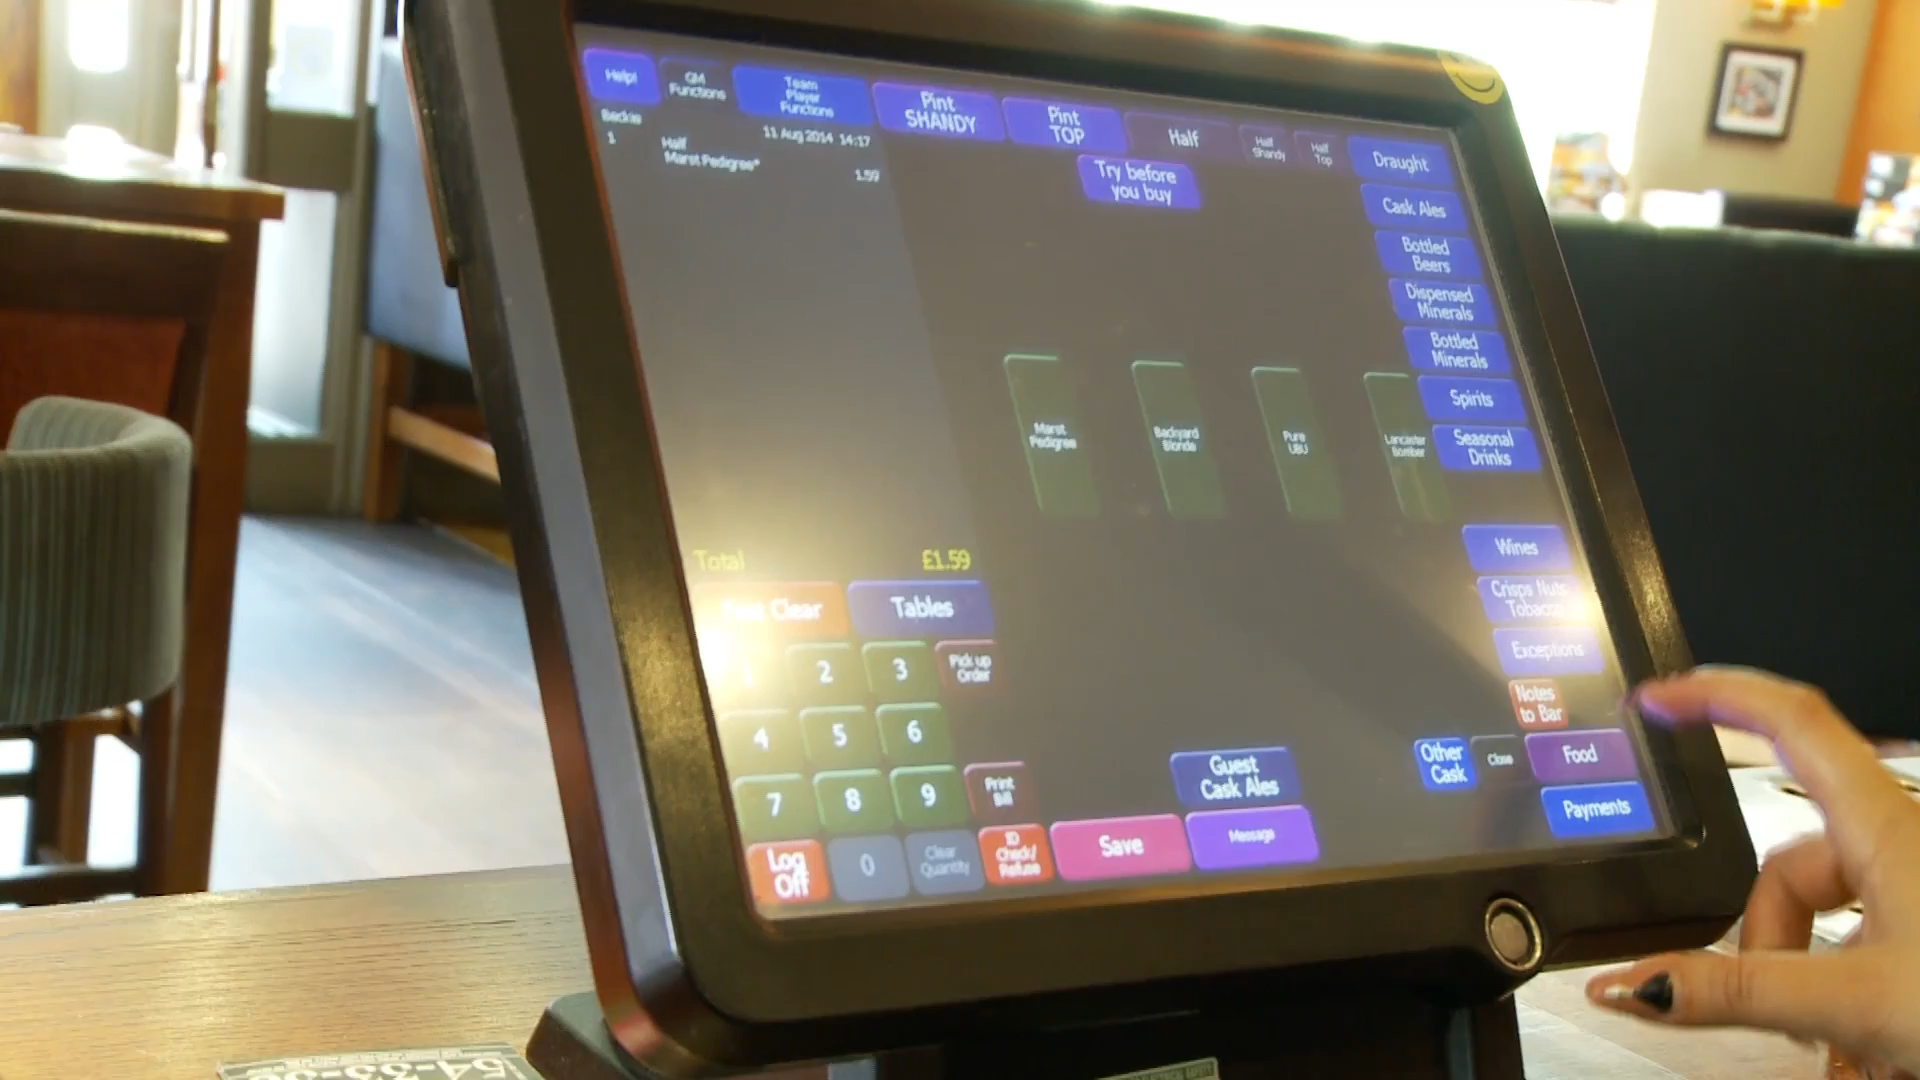 Help!
GM
Functions
Team
Player
Functions
Pint
SHANDY
Pint
TOP
Half
Half
Shandy
Half
Top
Draught
Beckie
11 Aug 2014 14:17
1
Half
Marst Pedigree*
1.59
Try before
you buy
Cask Ales
Bottled
Beers
Dispensed
Minerals
Bottled
Minerals
Spirits
Seasonal
Drinks
Marst
Pedigree
Backyard
Blonde
Pure
UBU
Lancaster
Bomber
Wines
Crisps Nuts
Tobacco
Exceptions
Notes
to Bar
Total £1.59
Clear
Tables
1 2 3
Pick up
Order
4 5 6
7 8 9
Print
Bill
Guest
Cask Ales
Other
Cask
Close
Food
Payments
Log
Off
0
Clear
Quantity
ID
Check/
Refuse
Save
Message